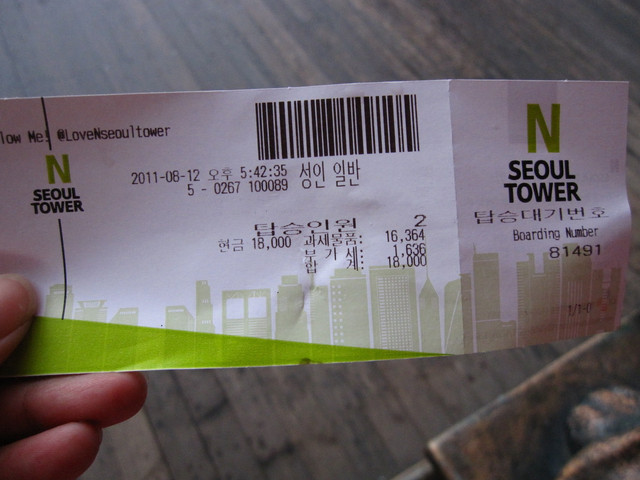 low Me! @LoveNseoultower
N
SEOUL
TOWER
2011-08-12 오후 5:42:35 성인 일반
5 - 0267 100089
탑승인원 2
현금 18,000 과세물품: 16,364
부가세: 1,636
합 계: 18,000
N
SEOUL
TOWER
탑승대기번호
Boarding Number
81491